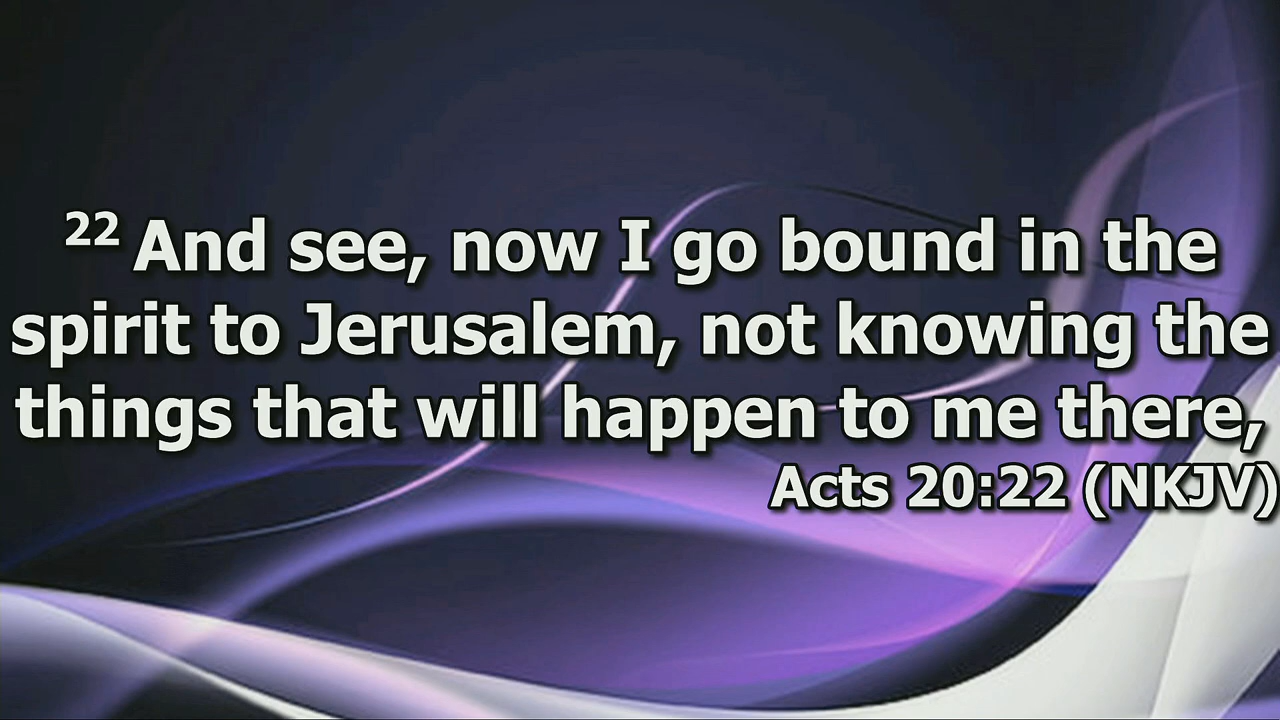 22 And see, now I go bound in the
spirit to Jerusalem, not knowing the
things that will happen to me there,
Acts 20:22 (NKJV)